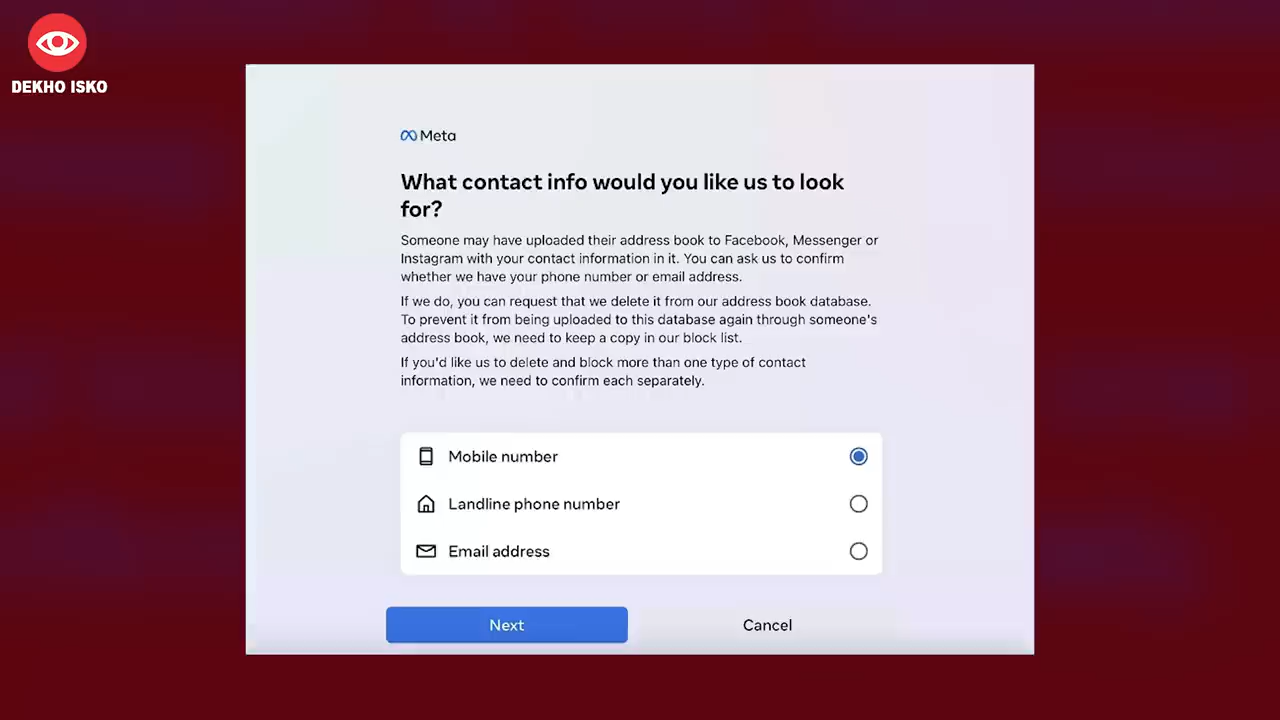 DEKHO ISKO
Meta
What contact info would you like us to look
for?
Someone may have uploaded their address book to Facebook, Messenger or
Instagram with your contact information in it. You can ask us to confirm
whether we have your phone number or email address.
If we do, you can request that we delete it from our address book database.
To prevent it from being uploaded to this database again through someone's
address book, we need to keep a copy in our block list.
If you'd like us to delete and block more than one type of contact
information, we need to confirm each separately.
Mobile number
Landline phone number
Email address
Next
Cancel